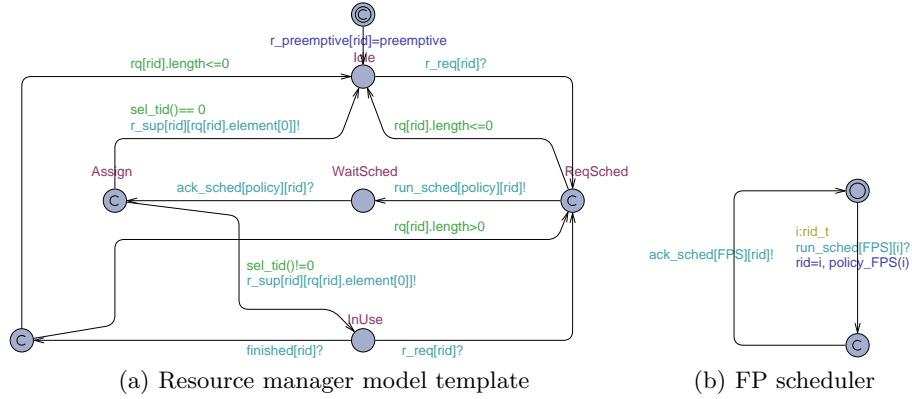 r_preemptive[rid]=preemptive
Idle
rq[rid].length<=0
r_req[rid]?
sel_tid()== 0
r_sup[rid][rq[rid].element[0]]!
rq[rid].length<=0
Assign
WaitSched
ReqSched
ack_sched[policy][rid]?
run_sched[policy][rid]!
C
C
rq[rid].length>0
i:rid_t
ack_sched[FPS][rid]!
run_sched[FPS][i]?
rid=i, policy_FPS(i)
sel_tid()!=0
r_sup[rid][rq[rid].element[0]]!
InUse
C
C
C
finished[rid]?
r_req[rid]?
(a) Resource manager model template
(b) FP scheduler